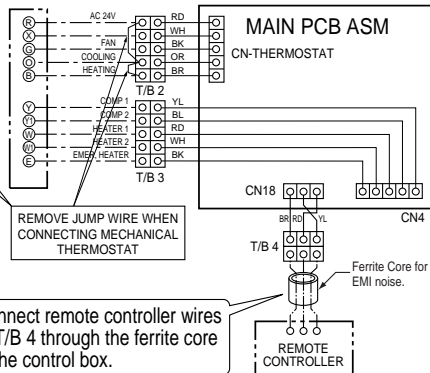 R AC 24V RD
X WH
G FAN BK
O COOLING OR
B HEATING BR
T/B 2
MAIN PCB ASM
CN-THERMOSTAT
Y COMP 1 YL
Y1 COMP 2 BL
W HEATER 1 RD
W1 HEATER 2 WH
E EMER. HEATER BK
T/B 3
CN18
CN4
REMOVE JUMP WIRE WHEN
CONNECTING MECHANICAL
THERMOSTAT
BR RD YL
T/B 4
Ferrite Core for
EMI noise.
nnect remote controller wires
T/B 4 through the ferrite core
he control box.
REMOTE
CONTROLLER